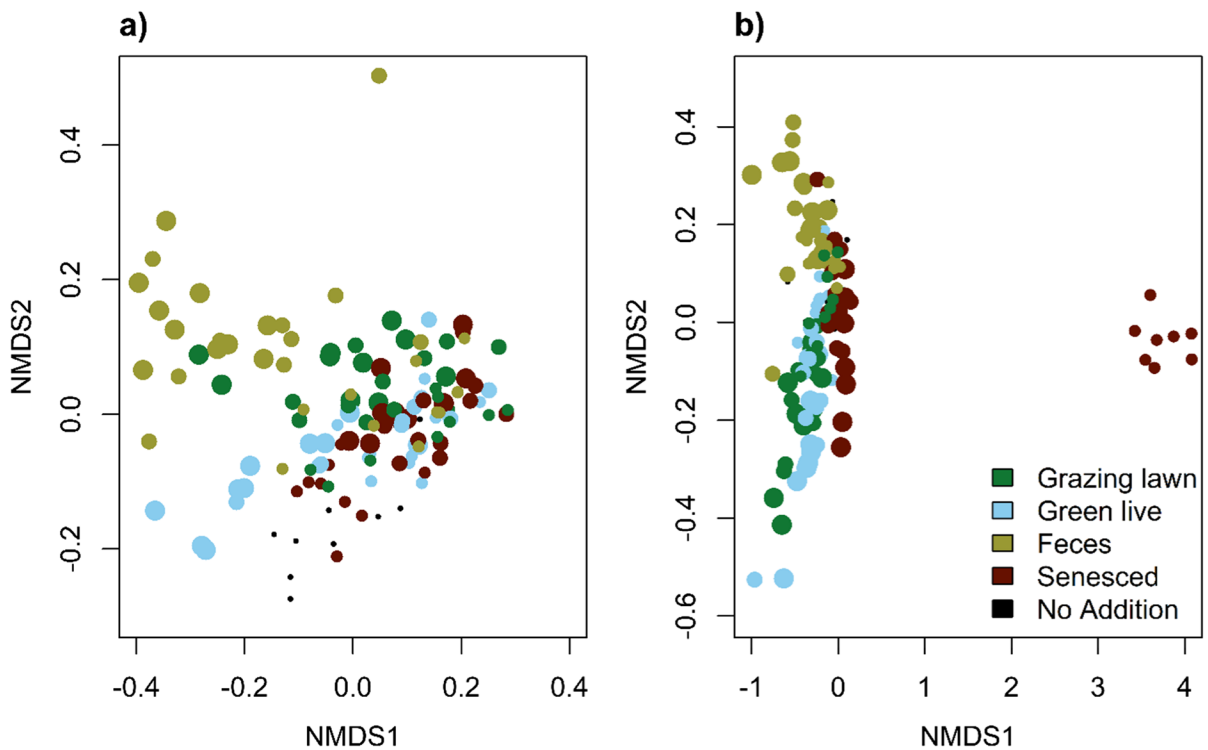 a)
NMDS2
0.4
0.2
0.0
-0.2
-0.4 -0.2 0.0 0.2 0.4
NMDS1
b)
NMDS2
0.4
0.2
0.0
-0.2
-0.4
-0.6
Grazing lawn
Green live
Feces
Senesced
No Addition
-1 0 1 2 3 4
NMDS1